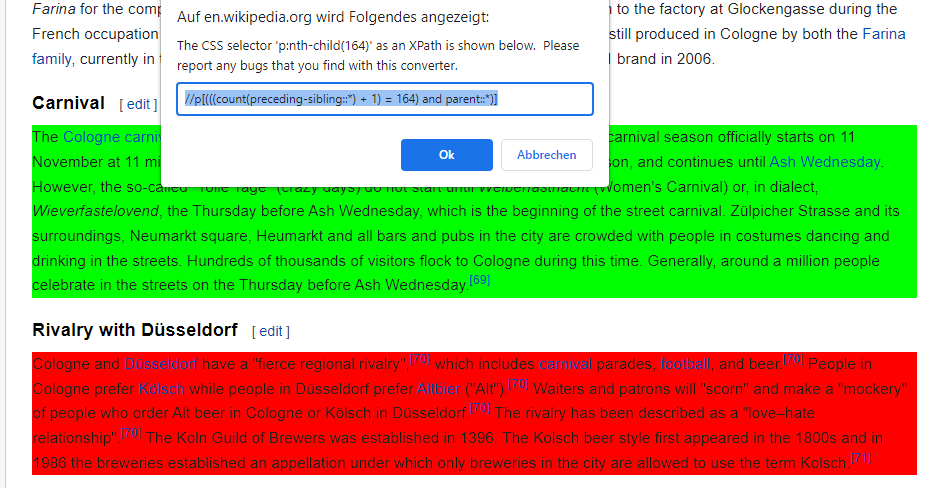 Farina for the comp
to the factory at Glockengasse during the
French occupation
still produced in Cologne by both the Farina
family, currently in
brand in 2006.
Auf en.wikipedia.org wird Folgendes angezeigt:
The CSS selector 'p:nth-child(164)' as an XPath is shown below. Please
report any bugs that you find with this converter.
//p[(((count(preceding-sibling::*) + 1) = 164) and parent::*)]
Ok Abbrechen
Carnival [ edit ]
The Cologne carni
carnival season officially starts on 11
November at 11 mi
son, and continues until Ash Wednesday.
However, the so-called "Tolle Tage" (crazy days) do not start until Weiberfastnacht (Women's Carnival) or, in dialect,
Wieverfastelovend, the Thursday before Ash Wednesday, which is the beginning of the street carnival. Zülpicher Strasse and its
surroundings, Neumarkt square, Heumarkt and all bars and pubs in the city are crowded with people in costumes dancing and
drinking in the streets. Hundreds of thousands of visitors flock to Cologne during this time. Generally, around a million people
celebrate in the streets on the Thursday before Ash Wednesday.[69]
Rivalry with Düsseldorf [ edit ]
Cologne and Düsseldorf have a "fierce regional rivalry",[70] which includes carnival parades, football, and beer.[70] People in
Cologne prefer Kölsch while people in Düsseldorf prefer Altbier ("Alt").[70] Waiters and patrons will "scorn" and make a "mockery"
of people who order Alt beer in Cologne or Kölsch in Düsseldorf.[70] The rivalry has been described as a "love–hate
relationship".[70] The Köln Guild of Brewers was established in 1396. The Kölsch beer style first appeared in the 1800s and in
1986 the breweries established an appellation under which only breweries in the city are allowed to use the term Kölsch.[71]